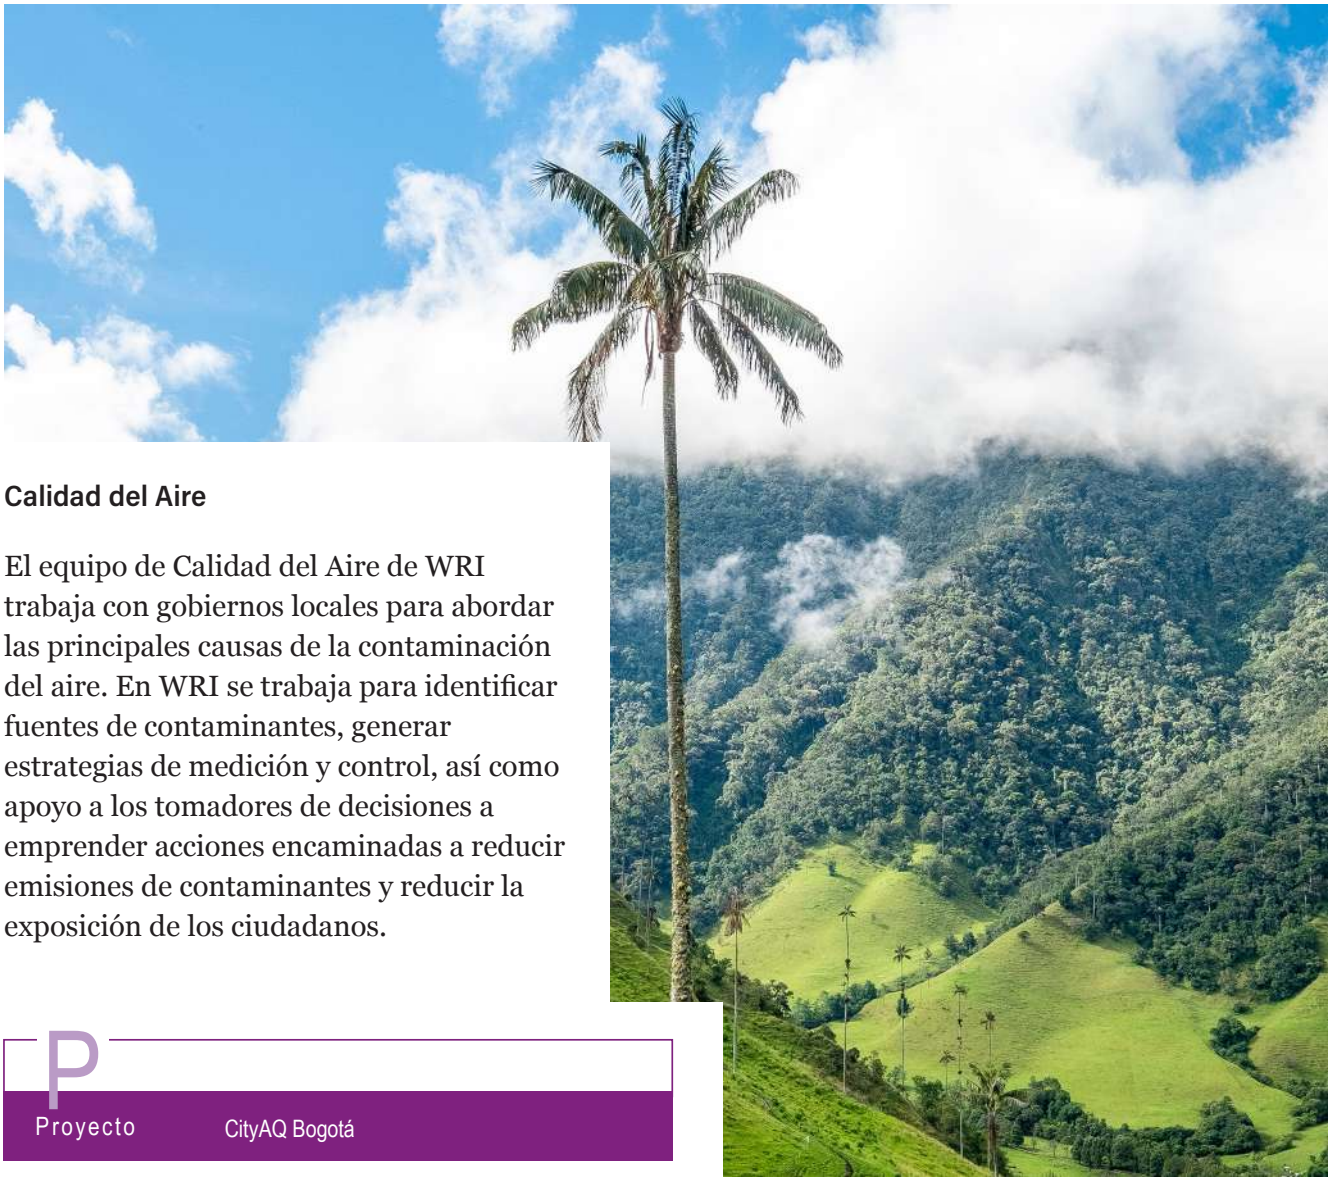 Calidad del Aire
El equipo de Calidad del Aire de WRI
trabaja con gobiernos locales para abordar
las principales causas de la contaminación
del aire. En WRI se trabaja para identificar
fuentes de contaminantes, generar
estrategias de medición y control, así como
apoyo a los tomadores de decisiones a
emprender acciones encaminadas a reducir
emisiones de contaminantes y reducir la
exposición de los ciudadanos.
P
Proyecto CityAQ Bogotá